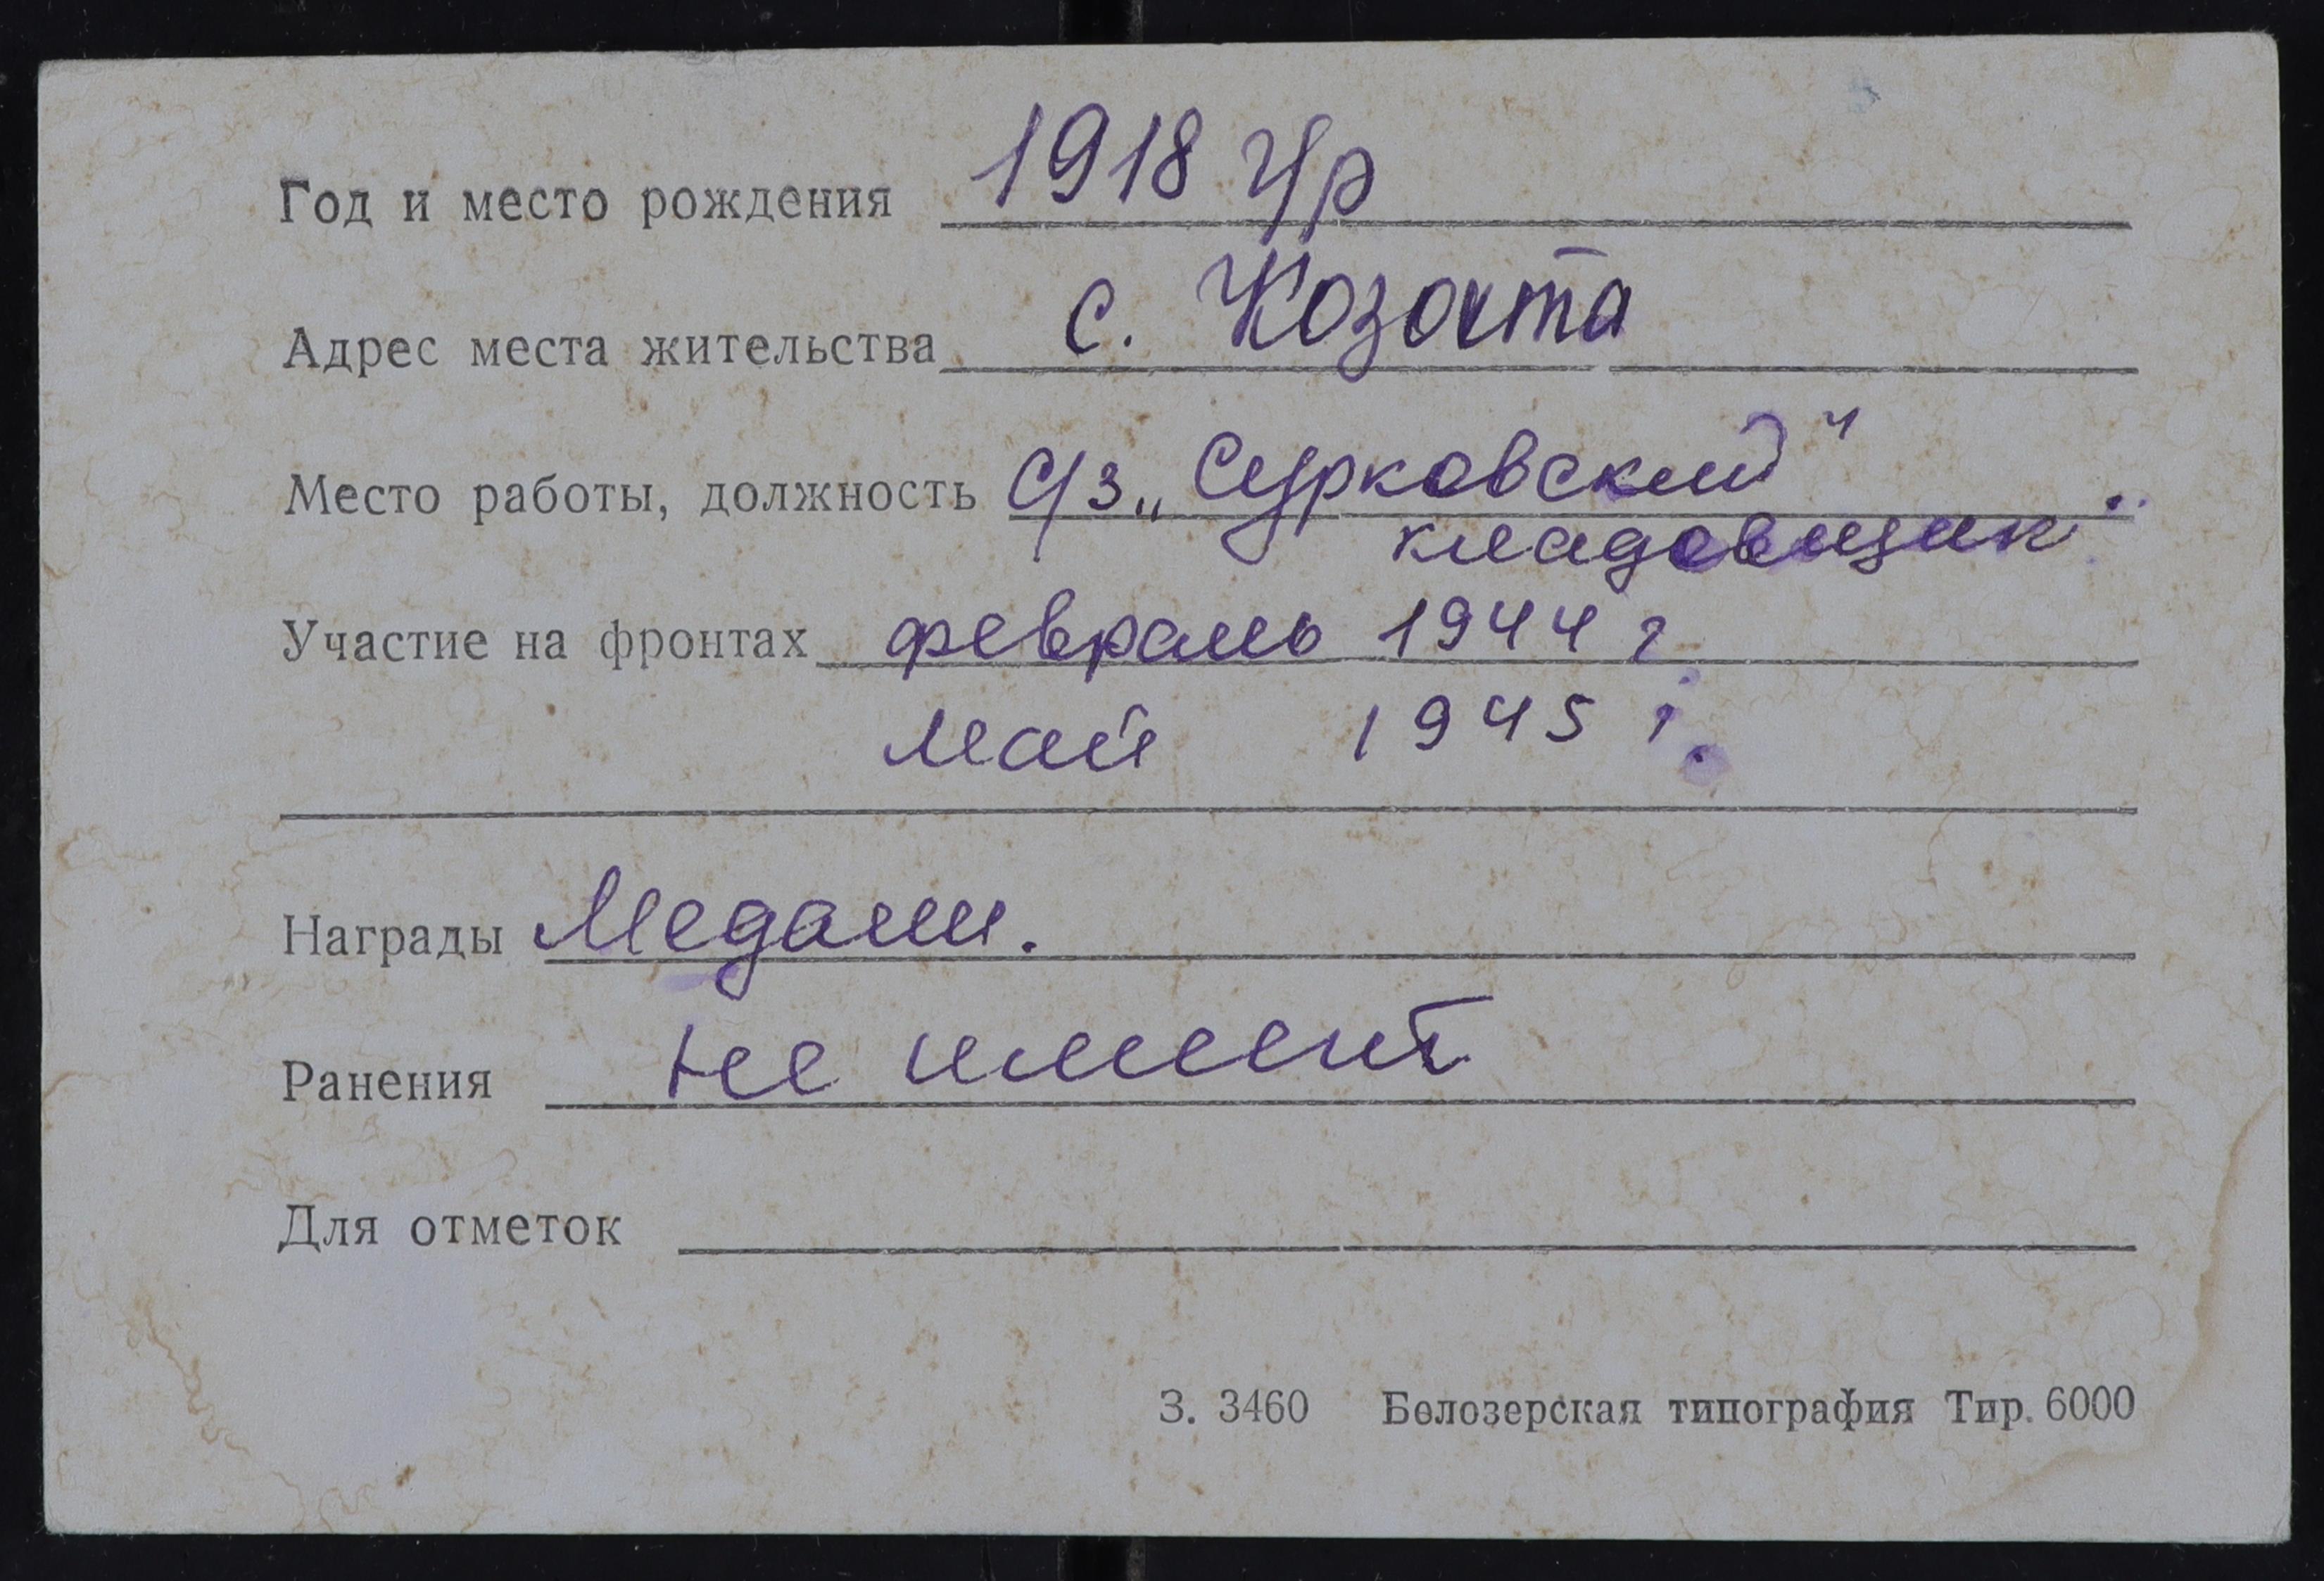 Год и место рождения 1918 г/р
Адрес места жительства с. Козохта
Место работы, должность С/з „Сурковский"
кладовщик.
Участие на фронтах февраль 1944 г.
май 1945 г.
Награды Медали.
Ранения не имеет
Для отметок
З. 3460 Белозерская типография Тир. 6000